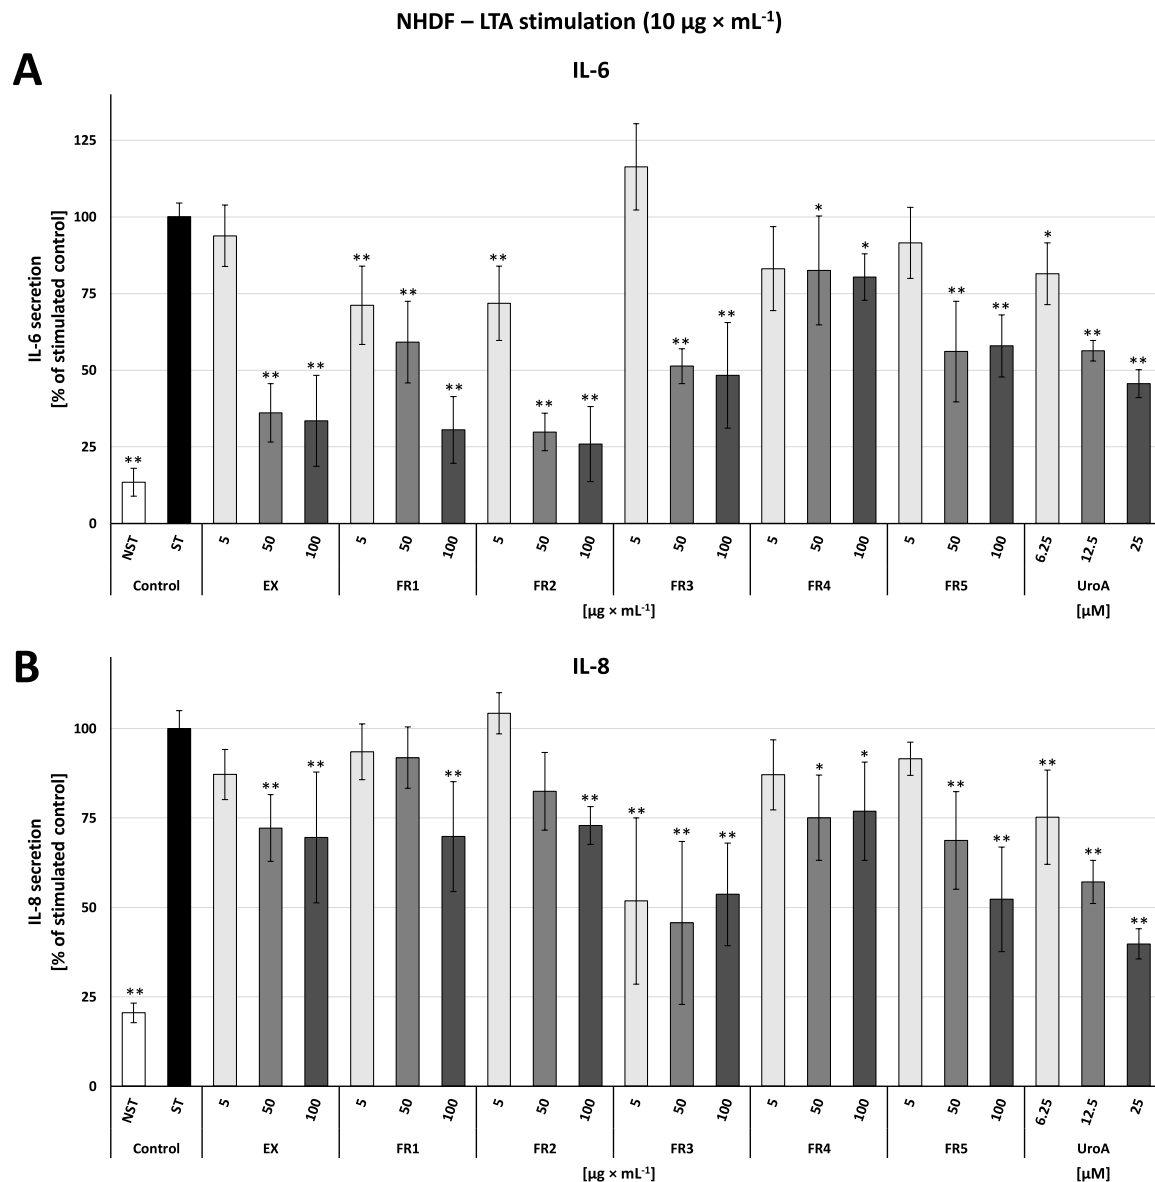 NHDF – LTA stimulation (10 µg × mL⁻¹)
A
IL-6
IL-6 secretion
[% of stimulated control]
125
100
75
50
25
0
** ** ** ** ** ** ** ** ** ** ** * * ** ** * ** **
NST ST 5 50 100 5 50 100 5 50 100 5 50 100 5 50 100 5 50 100 6.25 12.5 25
Control EX FR1 FR2 FR3 FR4 FR5 UroA
[µg × mL⁻¹] [µM]
B
IL-8
IL-8 secretion
[% of stimulated control]
100
75
50
25
0
** ** ** ** ** ** ** ** * * ** ** ** ** **
NST ST 5 50 100 5 50 100 5 50 100 5 50 100 5 50 100 5 50 100 6.25 12.5 25
Control EX FR1 FR2 FR3 FR4 FR5 UroA
[µg × mL⁻¹] [µM]